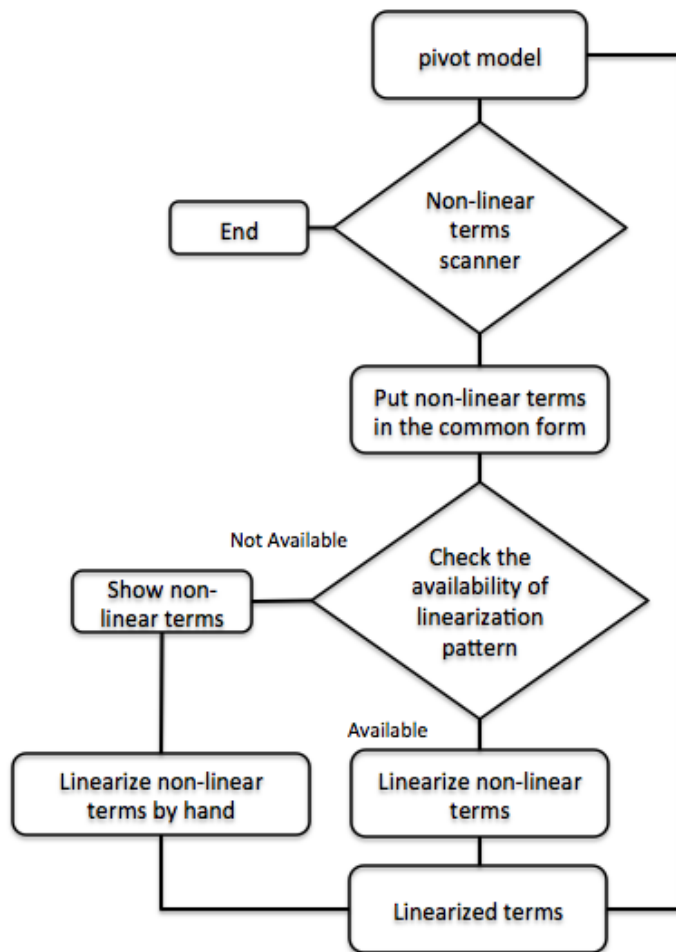 pivot model
Non-linear
terms
scanner
End
Put non-linear terms
in the common form
Not Available
Check the
availability of
linearization
pattern
Show non-
linear terms
Available
Linearize non-linear
terms by hand
Linearize non-linear
terms
Linearized terms